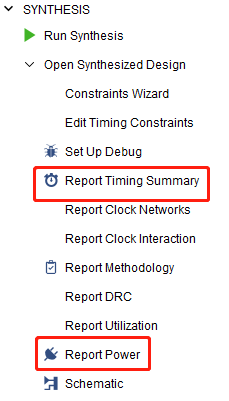 SYNTHESIS
Run Synthesis
Open Synthesized Design
Constraints Wizard
Edit Timing Constraints
Set Up Debug
Report Timing Summary
Report Clock Networks
Report Clock Interaction
Report Methodology
Report DRC
Report Utilization
Report Power
Schematic